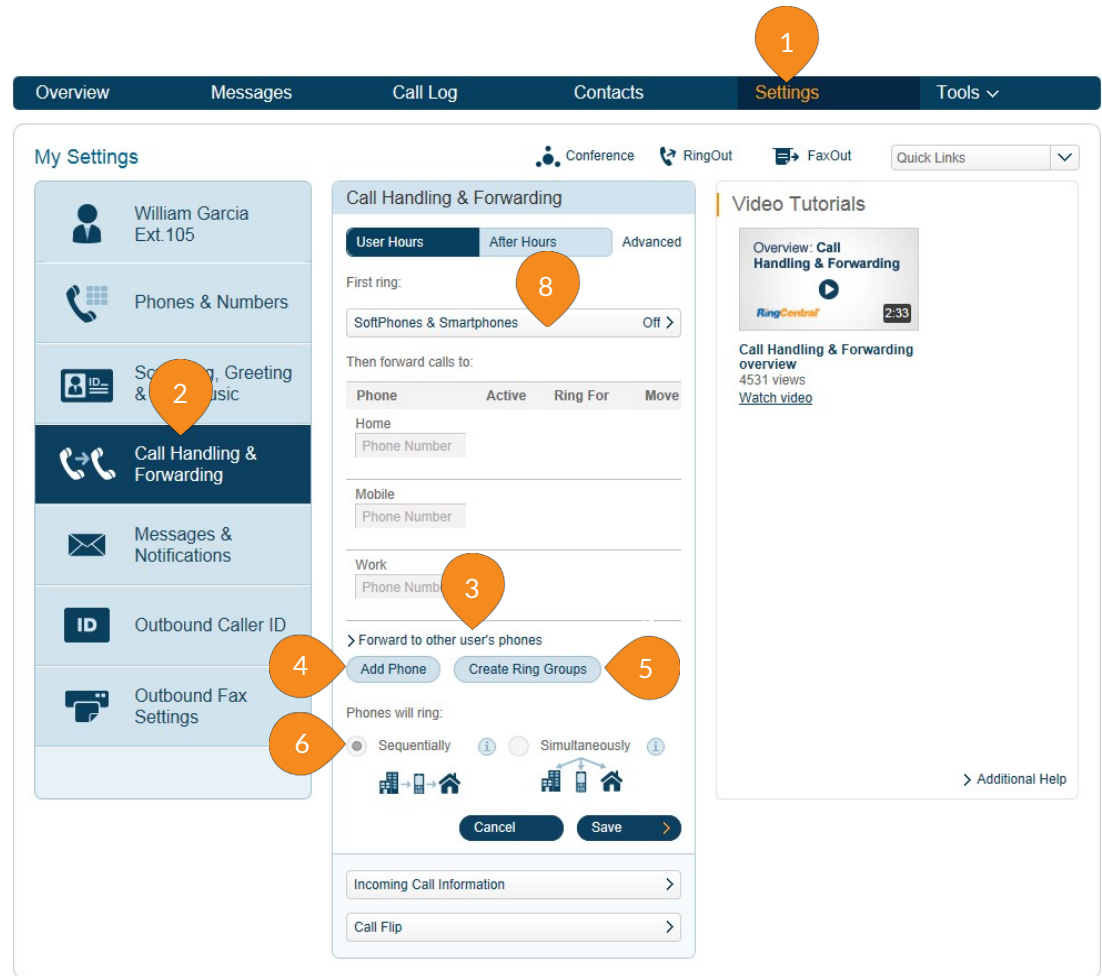 1
Overview Messages Call Log Contacts Settings Tools
My Settings
Conference RingOut FaxOut Quick Links
William Garcia
Ext.105
Phones & Numbers
Greeting
&
2
Call Handling &
Forwarding
Messages &
Notifications
ID
Outbound Caller ID
Outbound Fax
Settings
Call Handling & Forwarding
User Hours After Hours Advanced
First ring:
8
SoftPhones & Smartphones Off >
Then forward calls to:
Phone Active Ring For Move
Home
Phone Number
Mobile
Phone Number
Work
Phone
3
> Forward to other user's phones
4
Add Phone Create Ring Groups
5
Phones will ring:
6
Sequentially i Simultaneously i
Cancel Save >
Incoming Call Information >
Call Flip >
Video Tutorials
Overview: Call
Handling & Forwarding
RingCentral 2:33
Call Handling & Forwarding
overview
4531 views
Watch video
> Additional Help